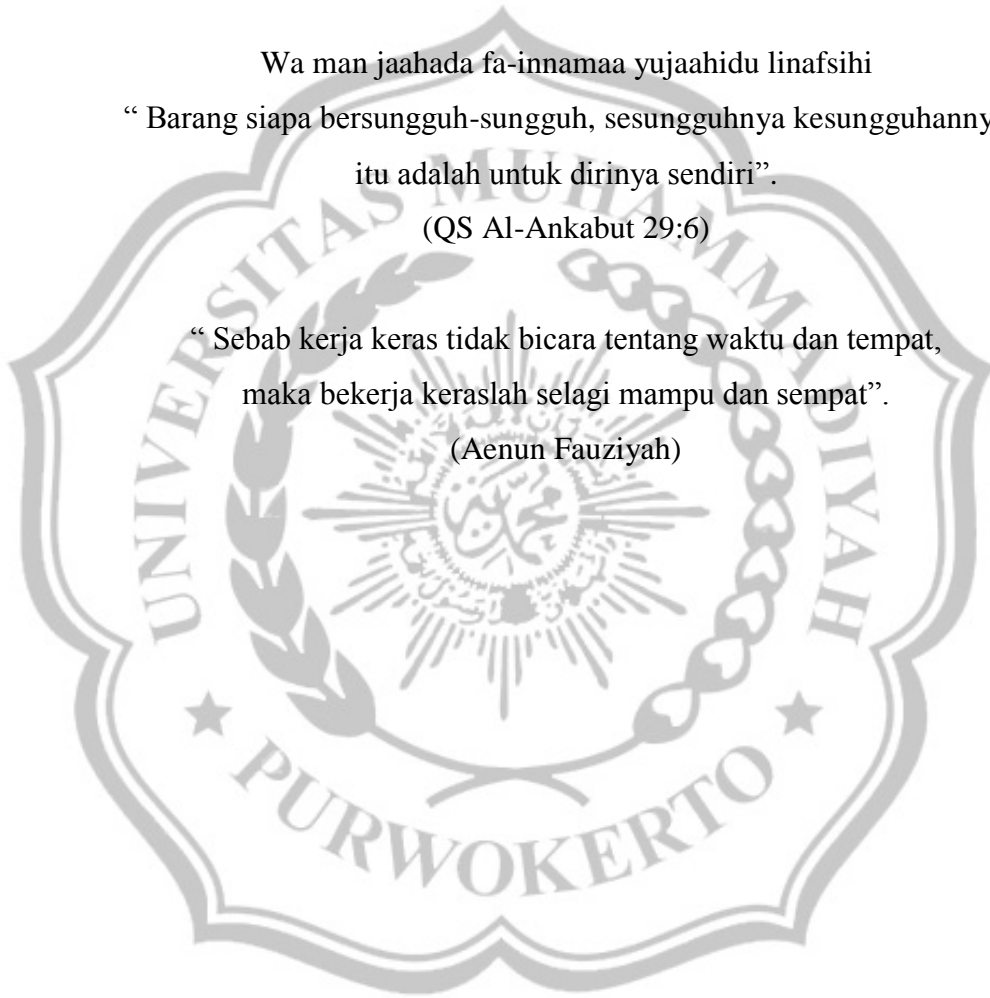 Wa man jaahada fa-innamaa yujaahidu linafsihi
“ Barang siapa bersungguh-sungguh, sesungguhnya kesungguhanny
itu adalah untuk dirinya sendiri”.
(QS Al-Ankabut 29:6)
“ Sebab kerja keras tidak bicara tentang waktu dan tempat,
maka bekerja keraslah selagi mampu dan sempat”.
(Aenun Fauziyah)
UNIVERSITAS MUHAMMADIYAH
PURWOKERTO